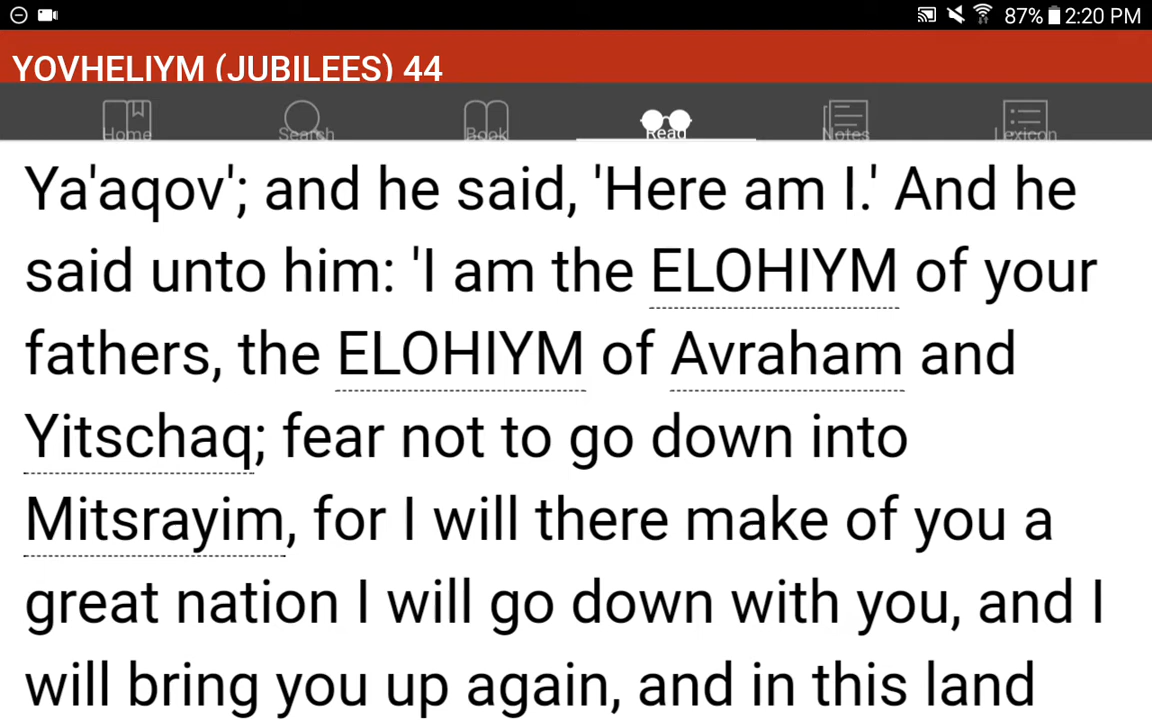 87% 2:20 PM
YOVHELIYM (JUBILEES) 44
Home Search Book Read Notes Lexicon
Ya'aqov'; and he said, 'Here am I.' And he
said unto him: 'I am the ELOHIYM of your
fathers, the ELOHIYM of Avraham and
Yitschaq; fear not to go down into
Mitsrayim, for I will there make of you a
great nation I will go down with you, and I
will bring you up again, and in this land